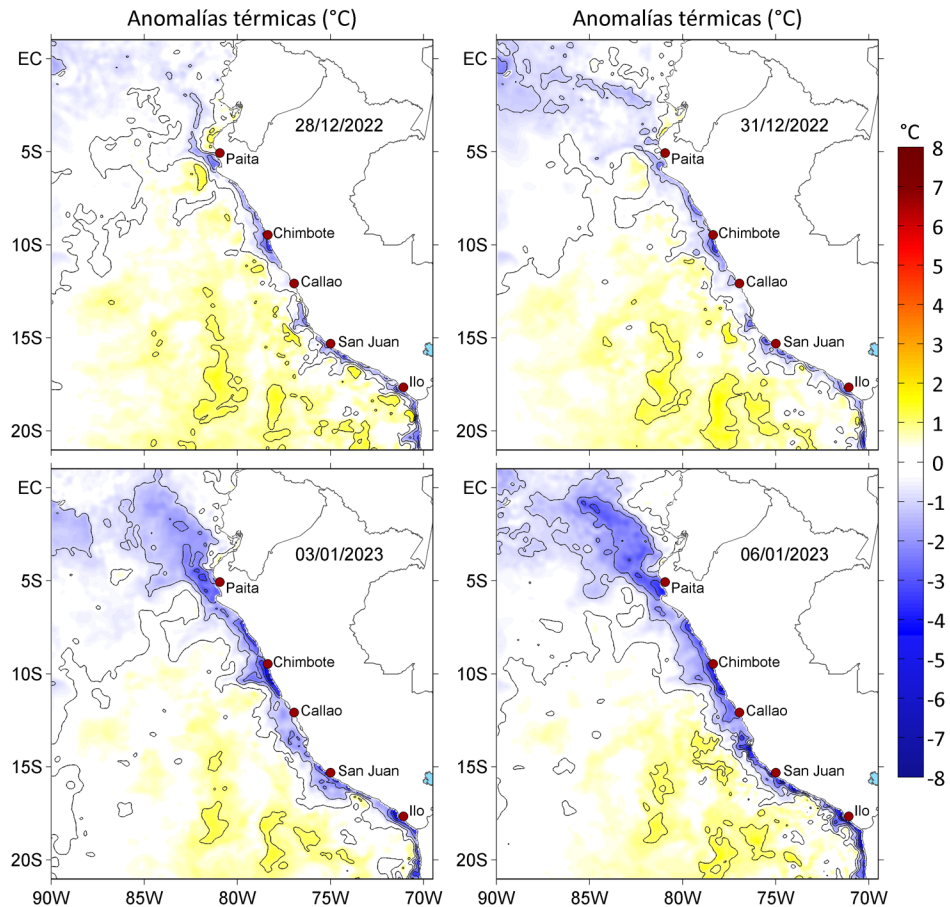 Anomalías térmicas (°C)
Anomalías térmicas (°C)
EC
5S
10S
15S
20S
28/12/2022
Paita
Chimbote
Callao
San Juan
Ilo
EC
5S
10S
15S
20S
31/12/2022
Paita
Chimbote
Callao
San Juan
Ilo
°C
8
7
6
5
4
3
2
1
0
-1
-2
-3
-4
-5
-6
-7
-8
EC
5S
10S
15S
20S
03/01/2023
Paita
Chimbote
Callao
San Juan
Ilo
90W 85W 80W 75W 70W
EC
5S
10S
15S
20S
06/01/2023
Paita
Chimbote
Callao
San Juan
Ilo
90W 85W 80W 75W 70W